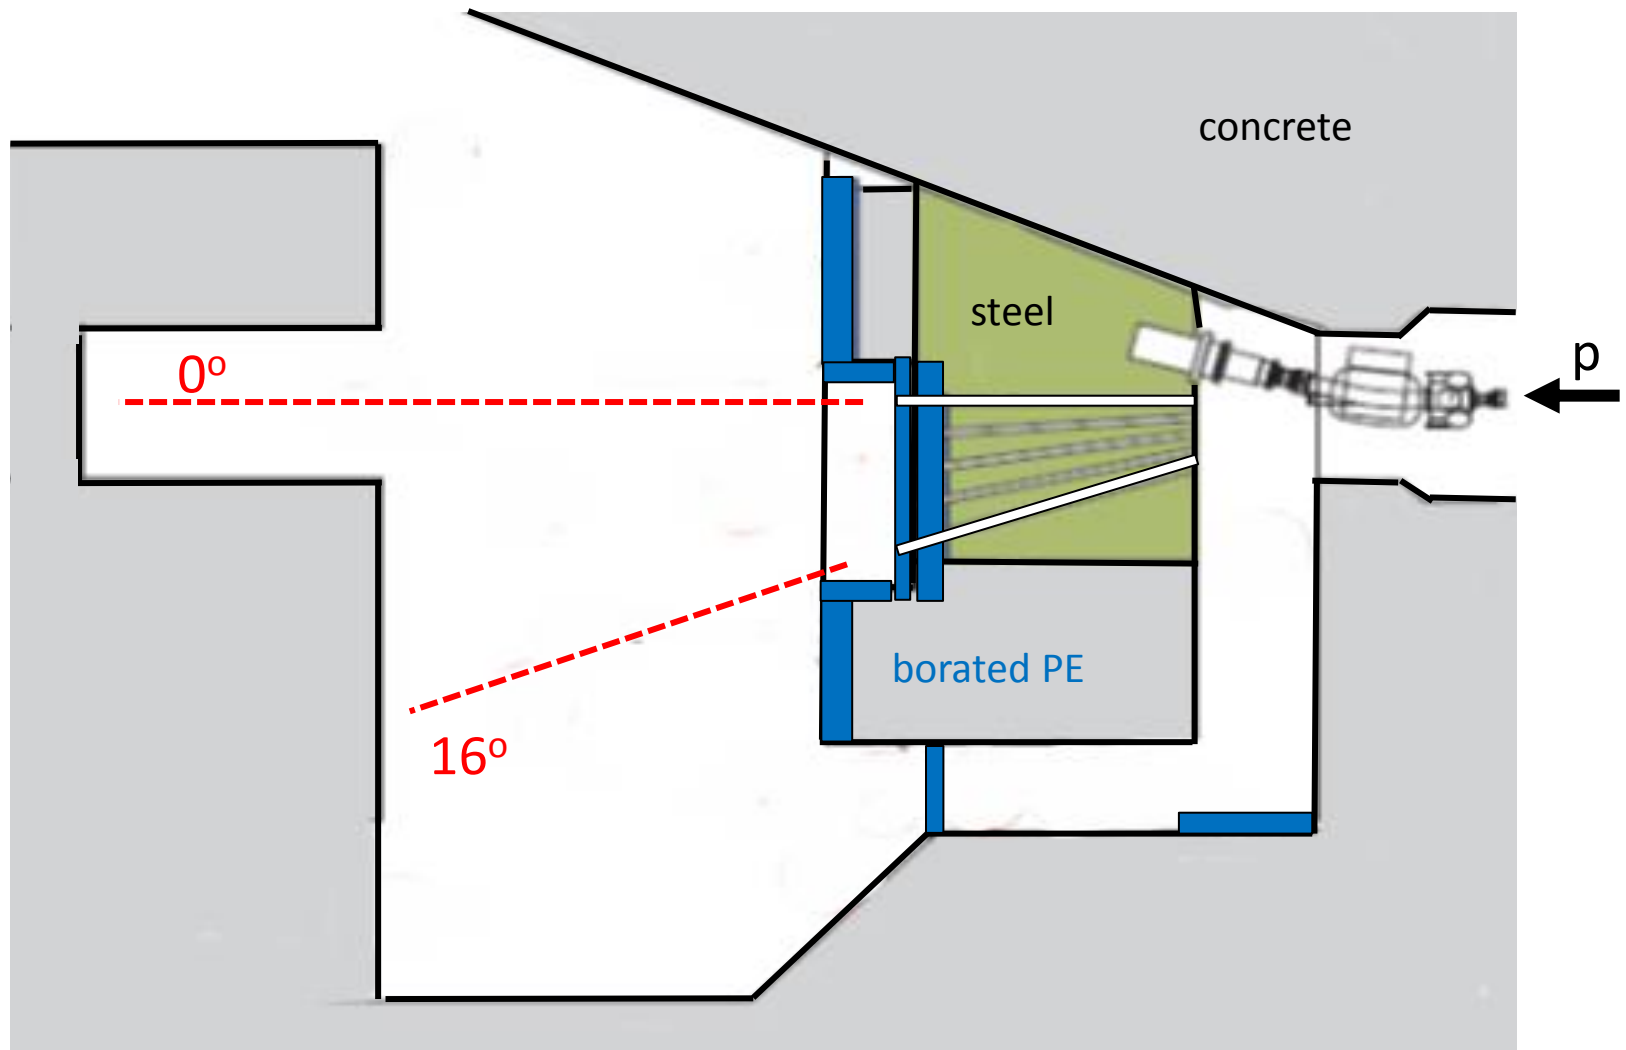 concrete
steel
p
0º
borated PE
16º